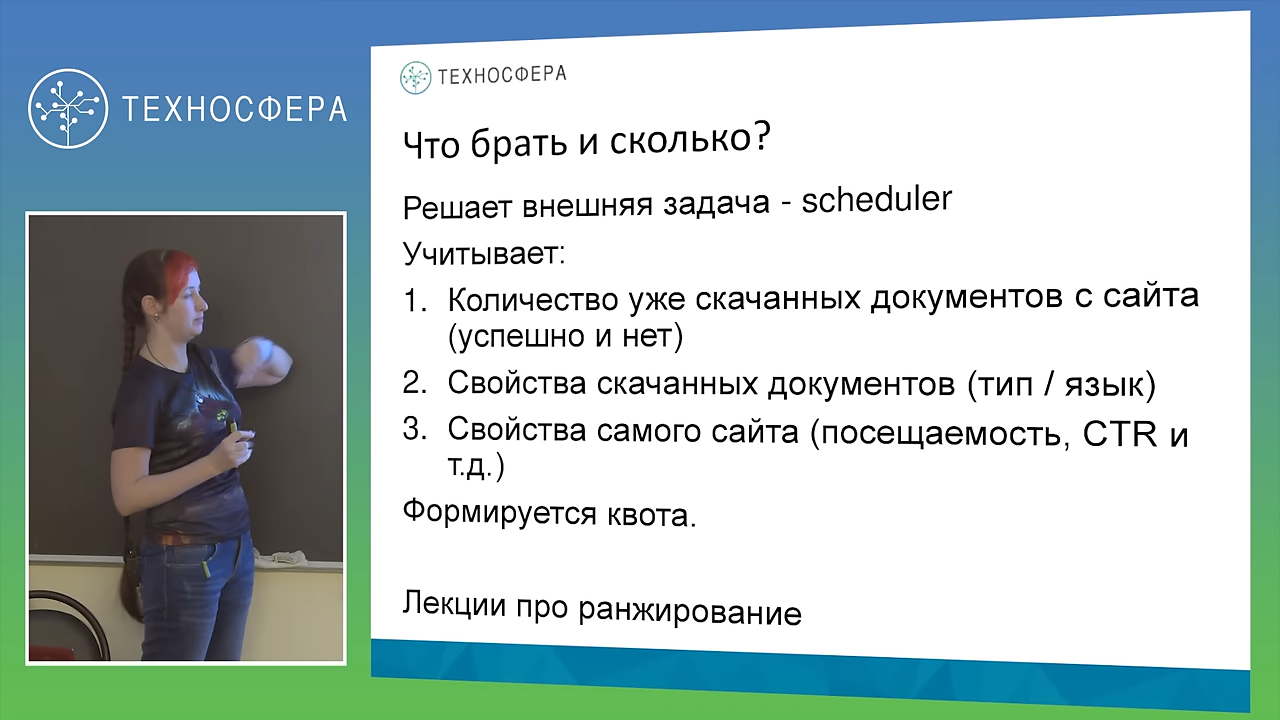 ТЕХНОСФЕРА
ТЕХНОСФЕРА
Что брать и сколько?
Решает внешняя задача - scheduler
Учитывает:
1. Количество уже скачанных документов с сайта
(успешно и нет)
2. Свойства скачанных документов (тип / язык)
3. Свойства самого сайта (посещаемость, CTR и
т.д.)
Формируется квота.
Лекции про ранжирование